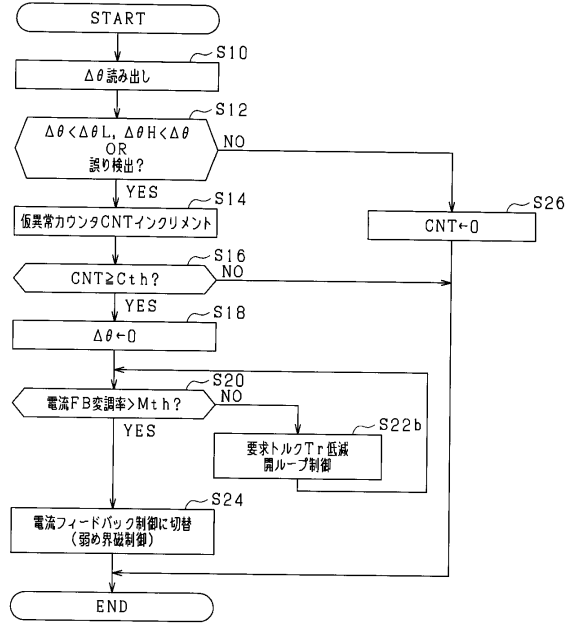 START
S10
Δθ読み出し
S12
Δθ<ΔθL, ΔθH<Δθ
OR
誤り検出?
NO
YES
S14
仮異常カウンタCNTインクリメント
S26
CNT←0
S16
CNT≧Cth?
NO
YES
S18
Δθ←0
S20
電流FB変調率>Mth?
NO
YES
S22b
要求トルクTr低減
開ループ制御
S24
電流フィードバック制御に切替
(弱め界磁制御)
END